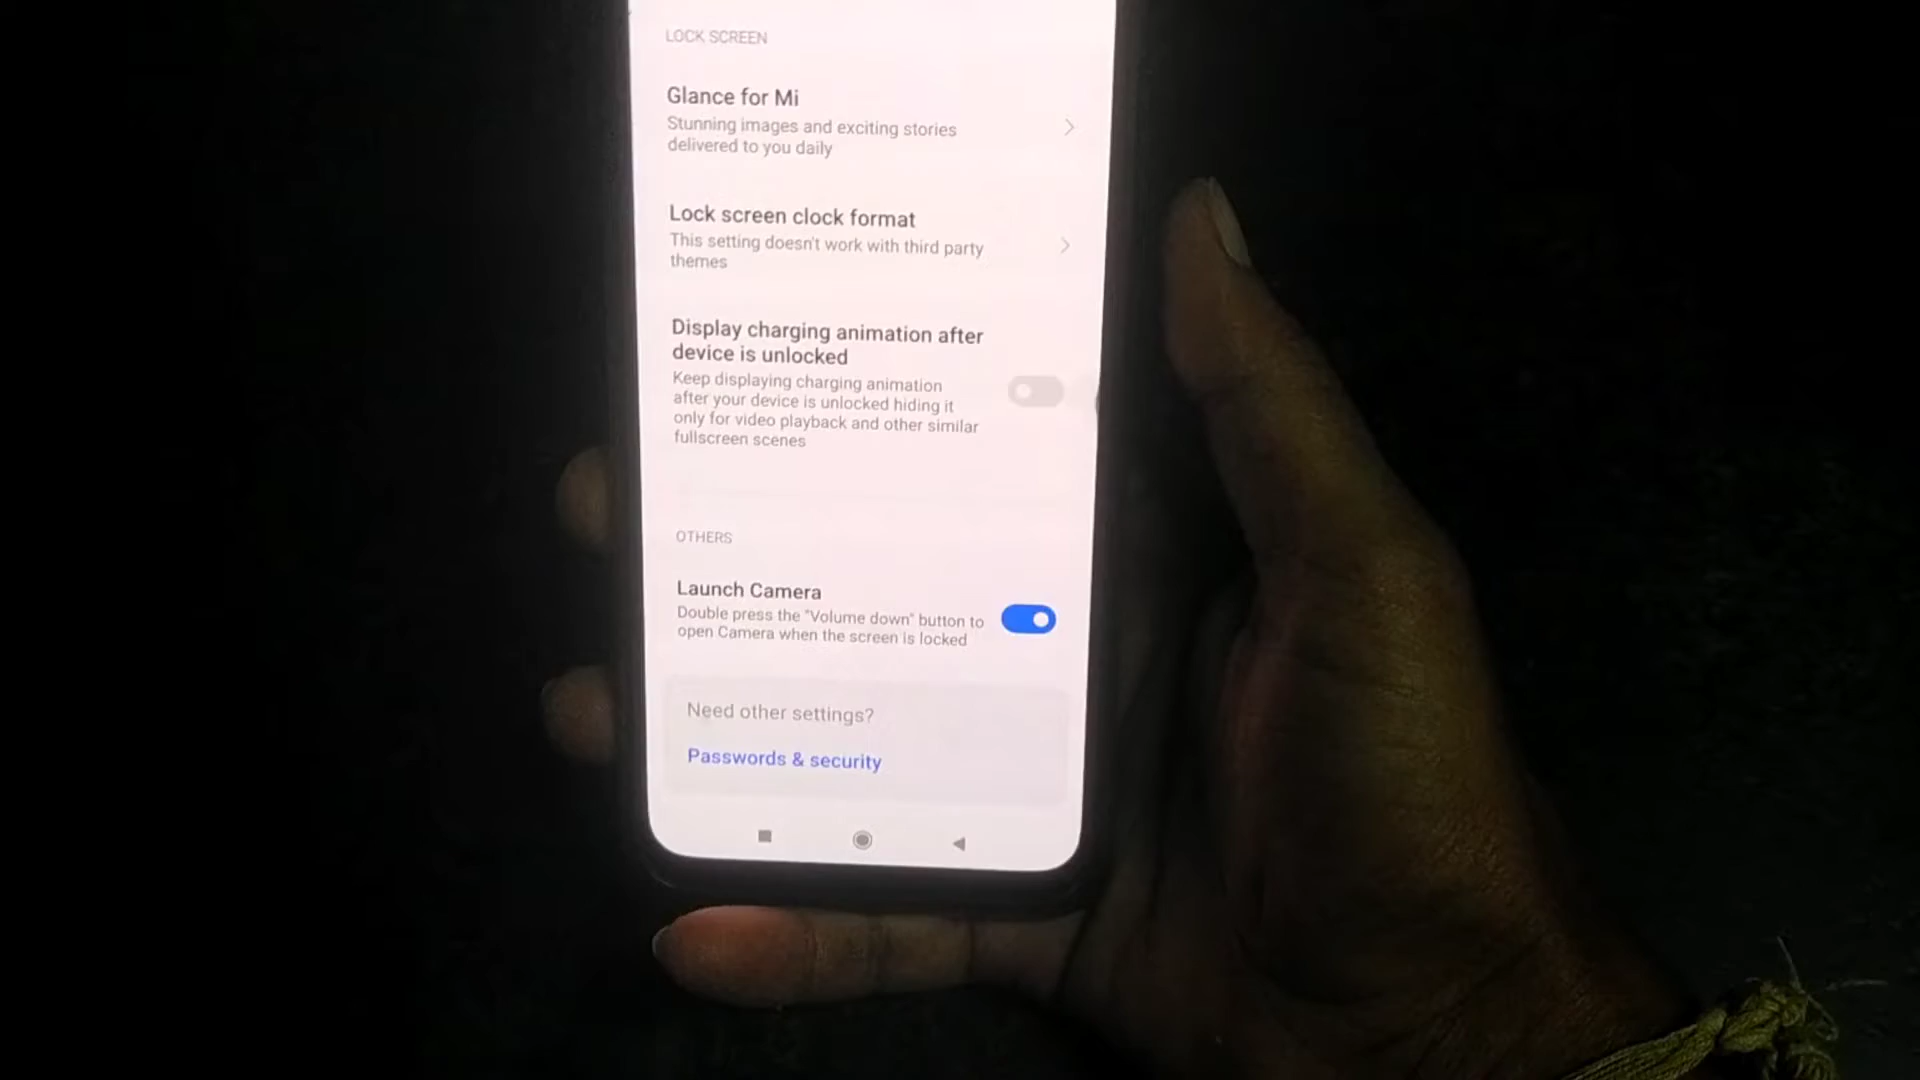 LOCK SCREEN
Glance for Mi
Stunning images and exciting stories
delivered to you daily
Lock screen clock format
This setting doesn't work with third party
themes
Display charging animation after
device is unlocked
Keep displaying charging animation
after your device is unlocked hiding it
only for video playback and other similar
fullscreen scenes
OTHERS
Launch Camera
Double press the "Volume down" button to
open Camera when the screen is locked
Need other settings?
Passwords & security